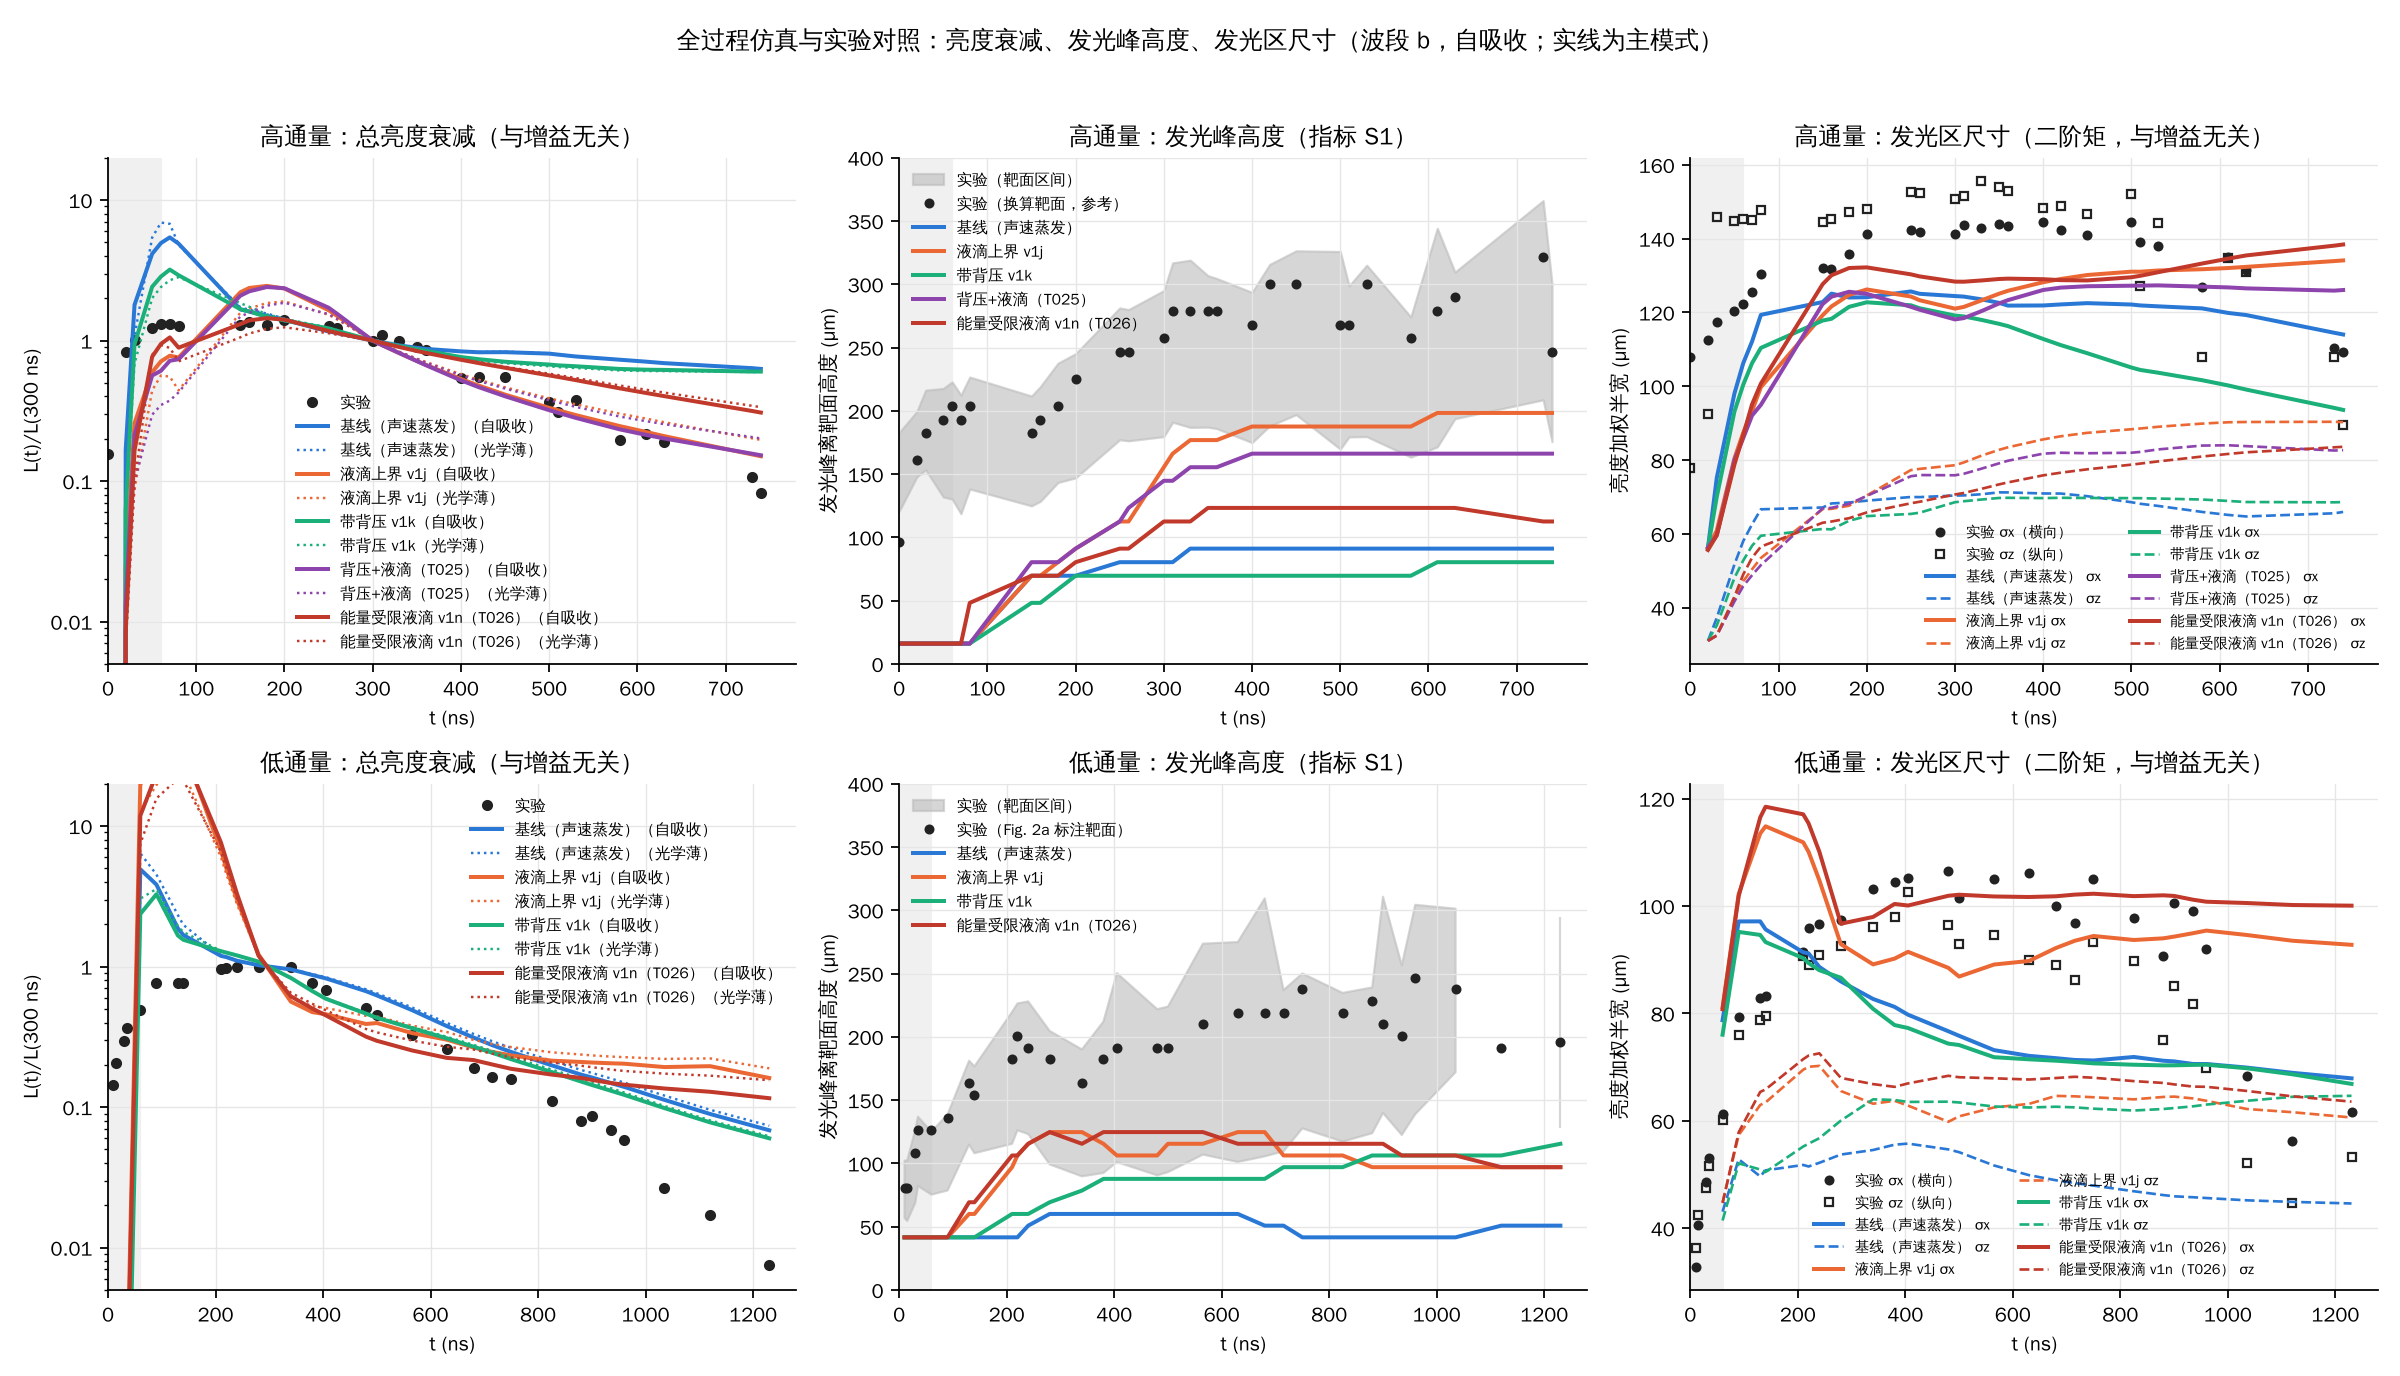 全过程仿真与实验对照：亮度衰减、发光峰高度、发光区尺寸（波段 b，自吸收；实线为主模式）
高通量：总亮度衰减（与增益无关）
L(t)/L(300 ns)
10
1
0.1
0.01
实验
基线（声速蒸发）（自吸收）
基线（声速蒸发）（光学薄）
液滴上界 v1j（自吸收）
液滴上界 v1j（光学薄）
带背压 v1k（自吸收）
带背压 v1k（光学薄）
背压+液滴（T025）（自吸收）
背压+液滴（T025）（光学薄）
能量受限液滴 v1n（T026）（自吸收）
能量受限液滴 v1n（T026）（光学薄）
0 100 200 300 400 500 600 700
t (ns)
高通量：发光峰高度（指标 S1）
发光峰离靶面高度 (μm)
400
350
300
250
200
150
100
50
0
实验（靶面区间）
实验（换算靶面，参考）
基线（声速蒸发）
液滴上界 v1j
带背压 v1k
背压+液滴（T025）
能量受限液滴 v1n（T026）
0 100 200 300 400 500 600 700
t (ns)
高通量：发光区尺寸（二阶矩，与增益无关）
亮度加权半宽 (μm)
160
140
120
100
80
60
40
实验 σx（横向）
实验 σz（纵向）
基线（声速蒸发） σx
基线（声速蒸发） σz
液滴上界 v1j σx
液滴上界 v1j σz
带背压 v1k σx
带背压 v1k σz
背压+液滴（T025） σx
背压+液滴（T025） σz
能量受限液滴 v1n（T026） σx
能量受限液滴 v1n（T026） σz
0 100 200 300 400 500 600 700
t (ns)
低通量：总亮度衰减（与增益无关）
L(t)/L(300 ns)
10
1
0.1
0.01
实验
基线（声速蒸发）（自吸收）
基线（声速蒸发）（光学薄）
液滴上界 v1j（自吸收）
液滴上界 v1j（光学薄）
带背压 v1k（自吸收）
带背压 v1k（光学薄）
能量受限液滴 v1n（T026）（自吸收）
能量受限液滴 v1n（T026）（光学薄）
0 200 400 600 800 1000 1200
t (ns)
低通量：发光峰高度（指标 S1）
发光峰离靶面高度 (μm)
400
350
300
250
200
150
100
50
0
实验（靶面区间）
实验（Fig. 2a 标注靶面）
基线（声速蒸发）
液滴上界 v1j
带背压 v1k
能量受限液滴 v1n（T026）
0 200 400 600 800 1000 1200
t (ns)
低通量：发光区尺寸（二阶矩，与增益无关）
亮度加权半宽 (μm)
120
100
80
60
40
实验 σx（横向）
实验 σz（纵向）
基线（声速蒸发） σx
基线（声速蒸发） σz
液滴上界 v1j σx
液滴上界 v1j σz
带背压 v1k σx
带背压 v1k σz
能量受限液滴 v1n（T026） σx
能量受限液滴 v1n（T026） σz
0 200 400 600 800 1000 1200
t (ns)